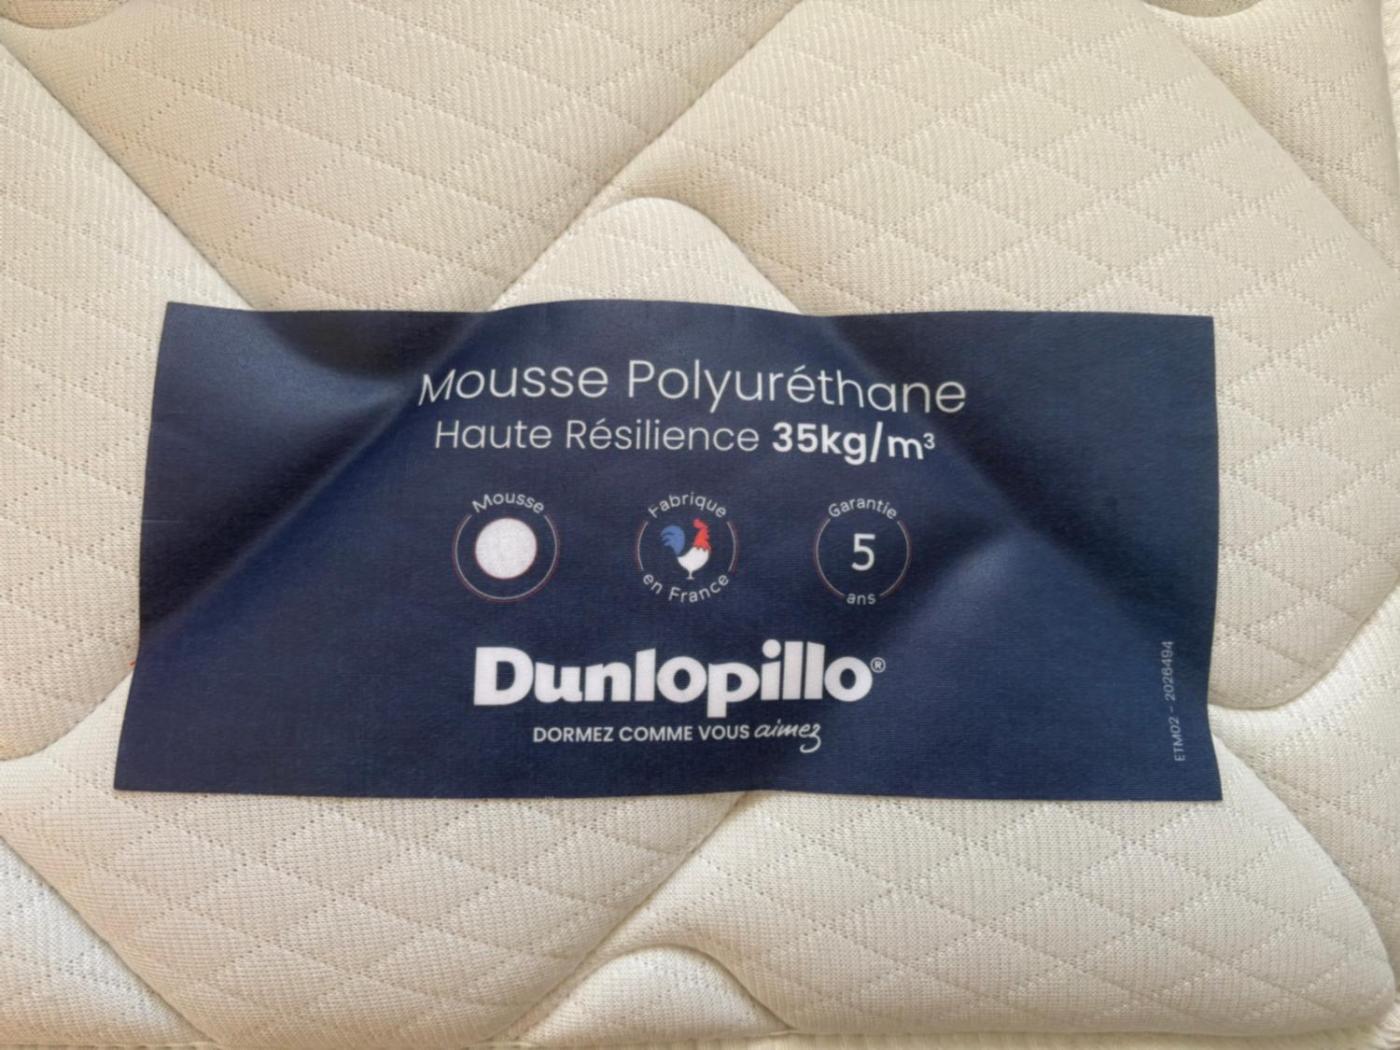 Mousse Polyuréthane
Haute Résilience 35kg/m³
Mousse
Fabrique
en France
Garantie
5
ans
Dunlopillo®
DORMEZ COMME VOUS aimez
ETM02 - 2026494